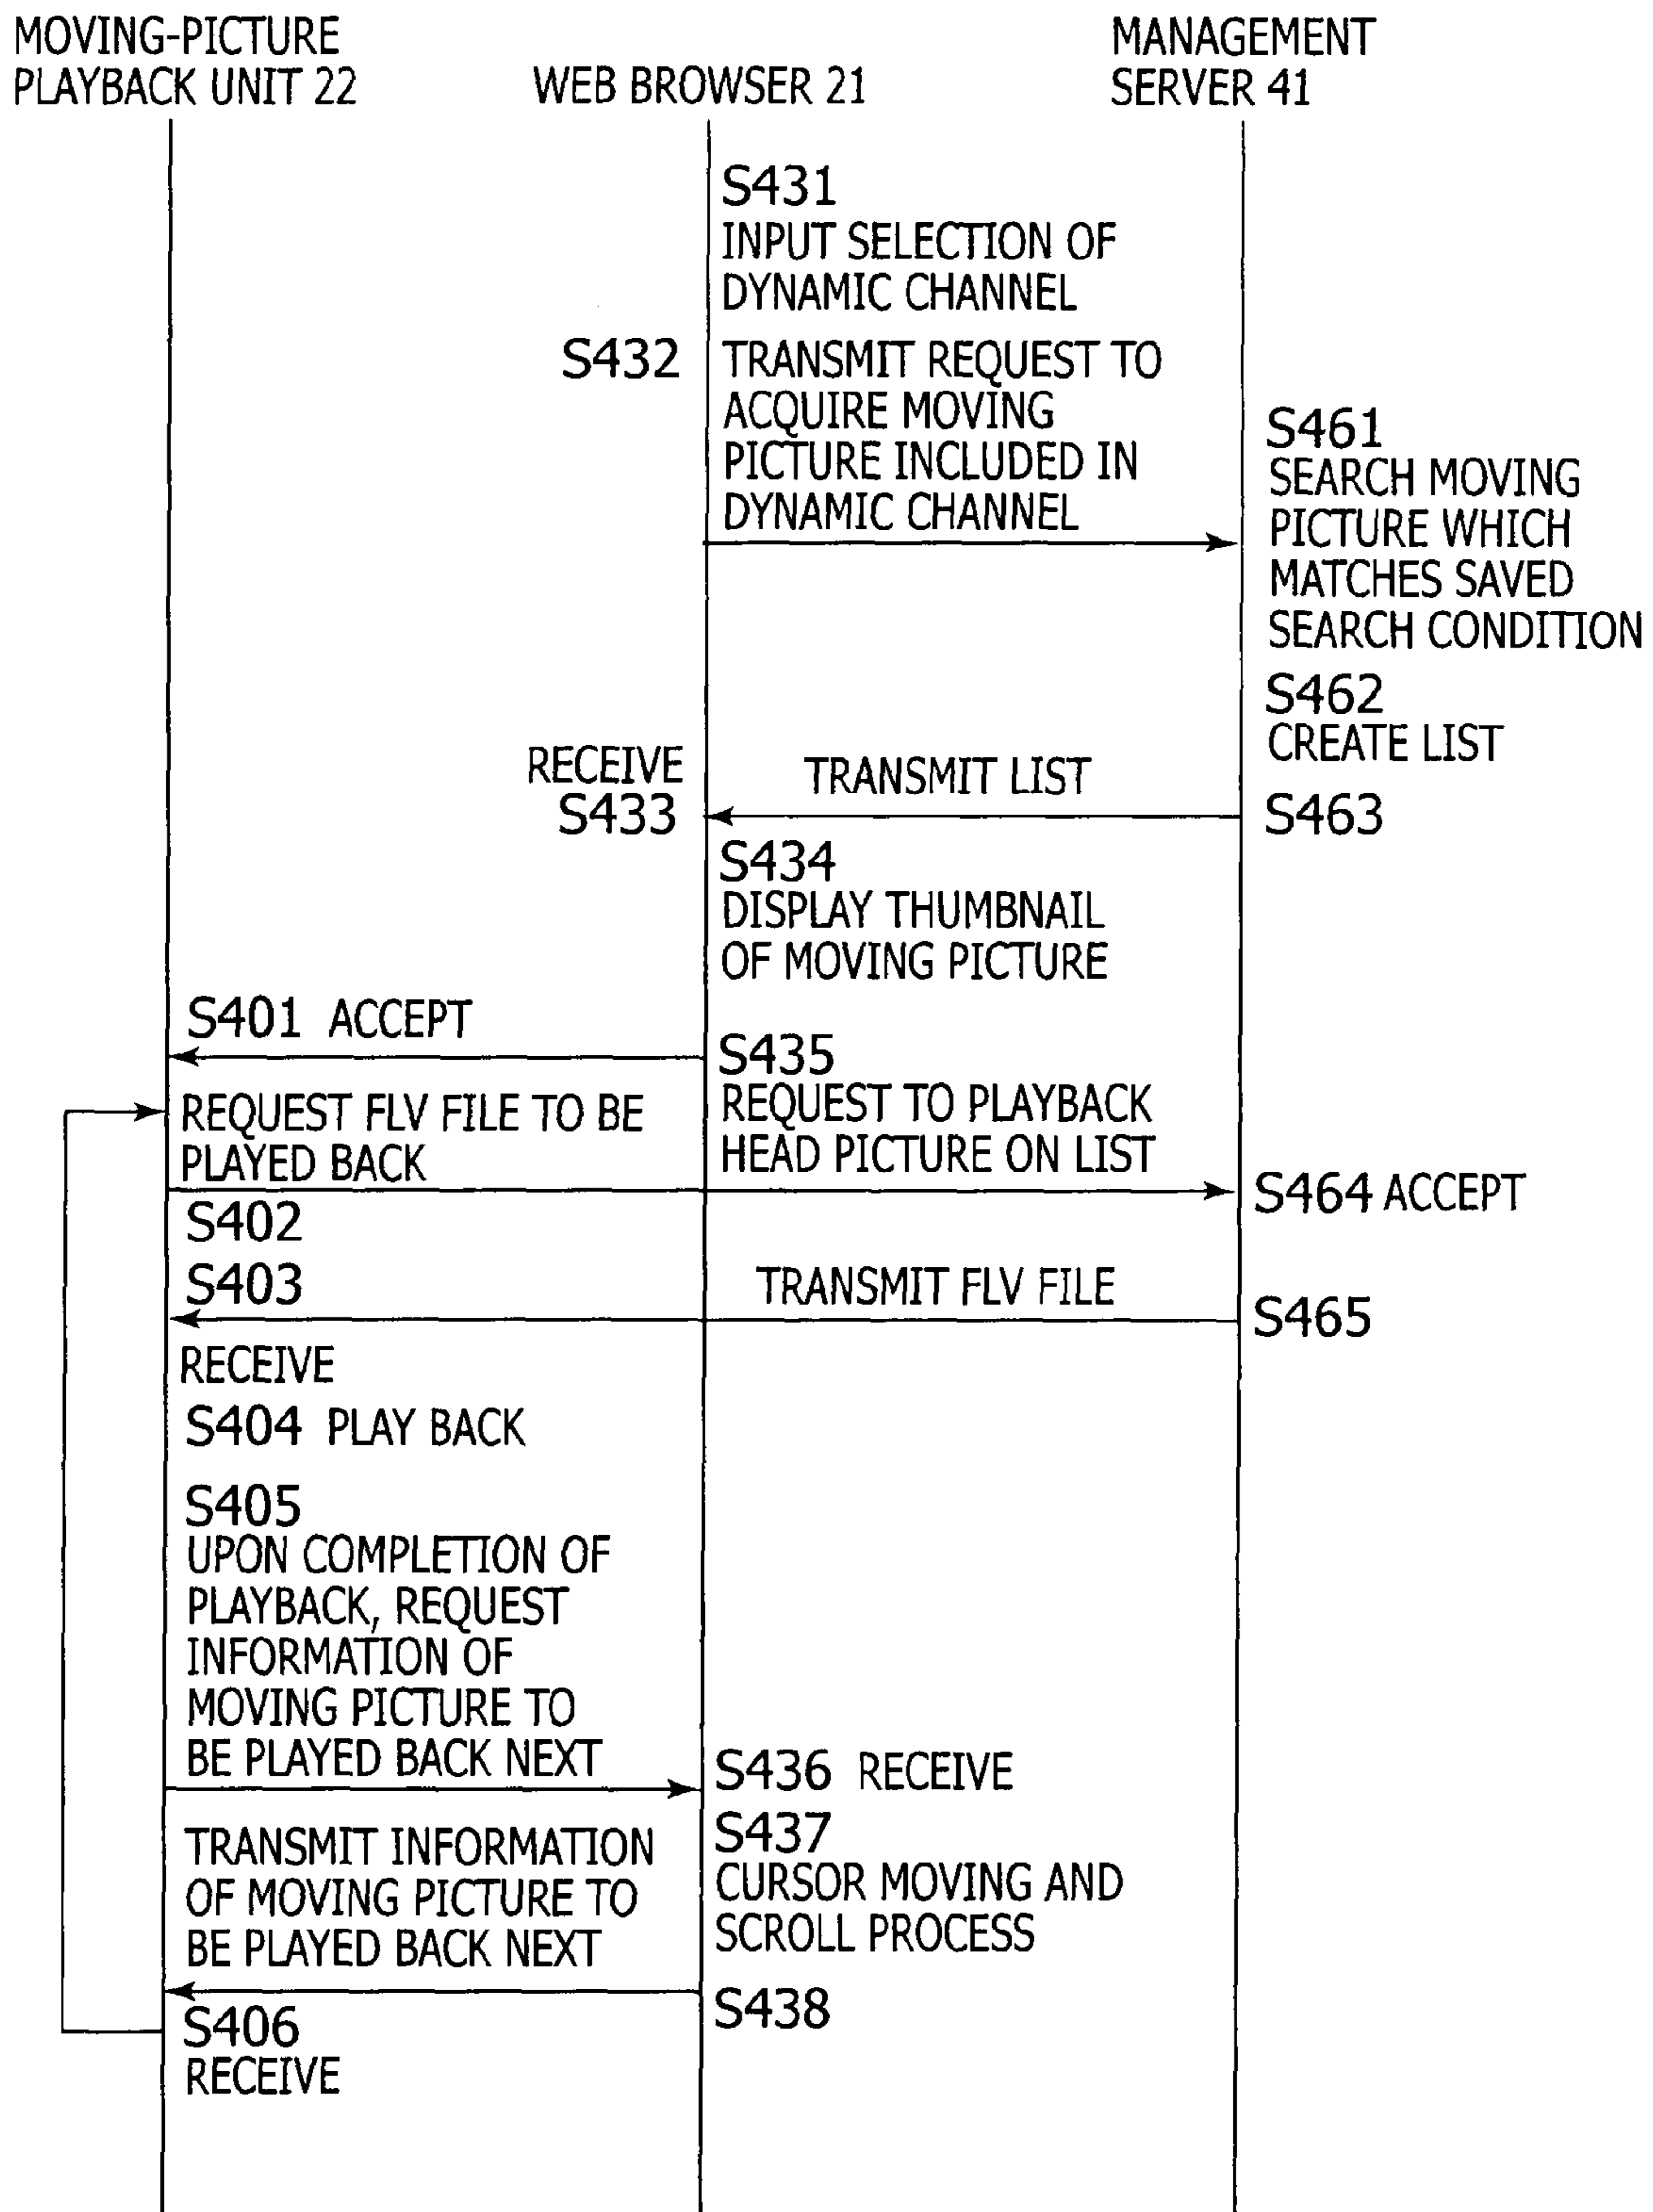 MOVING-PICTURE
PLAYBACK UNIT 22
WEB BROWSER 21
MANAGEMENT
SERVER 41
S431
INPUT SELECTION OF
DYNAMIC CHANNEL
S432
TRANSMIT REQUEST TO
ACQUIRE MOVING
PICTURE INCLUDED IN
DYNAMIC CHANNEL
S461
SEARCH MOVING
PICTURE WHICH
MATCHES SAVED
SEARCH CONDITION
S462
CREATE LIST
RECEIVE
S433
TRANSMIT LIST
S463
S434
DISPLAY THUMBNAIL
OF MOVING PICTURE
S401 ACCEPT
S435
REQUEST TO PLAYBACK
HEAD PICTURE ON LIST
REQUEST FLV FILE TO BE
PLAYED BACK
S402
S464 ACCEPT
S403
TRANSMIT FLV FILE
S465
RECEIVE
S404 PLAY BACK
S405
UPON COMPLETION OF
PLAYBACK, REQUEST
INFORMATION OF
MOVING PICTURE TO
BE PLAYED BACK NEXT
S436 RECEIVE
S437
CURSOR MOVING AND
SCROLL PROCESS
TRANSMIT INFORMATION
OF MOVING PICTURE TO
BE PLAYED BACK NEXT
S438
S406
RECEIVE